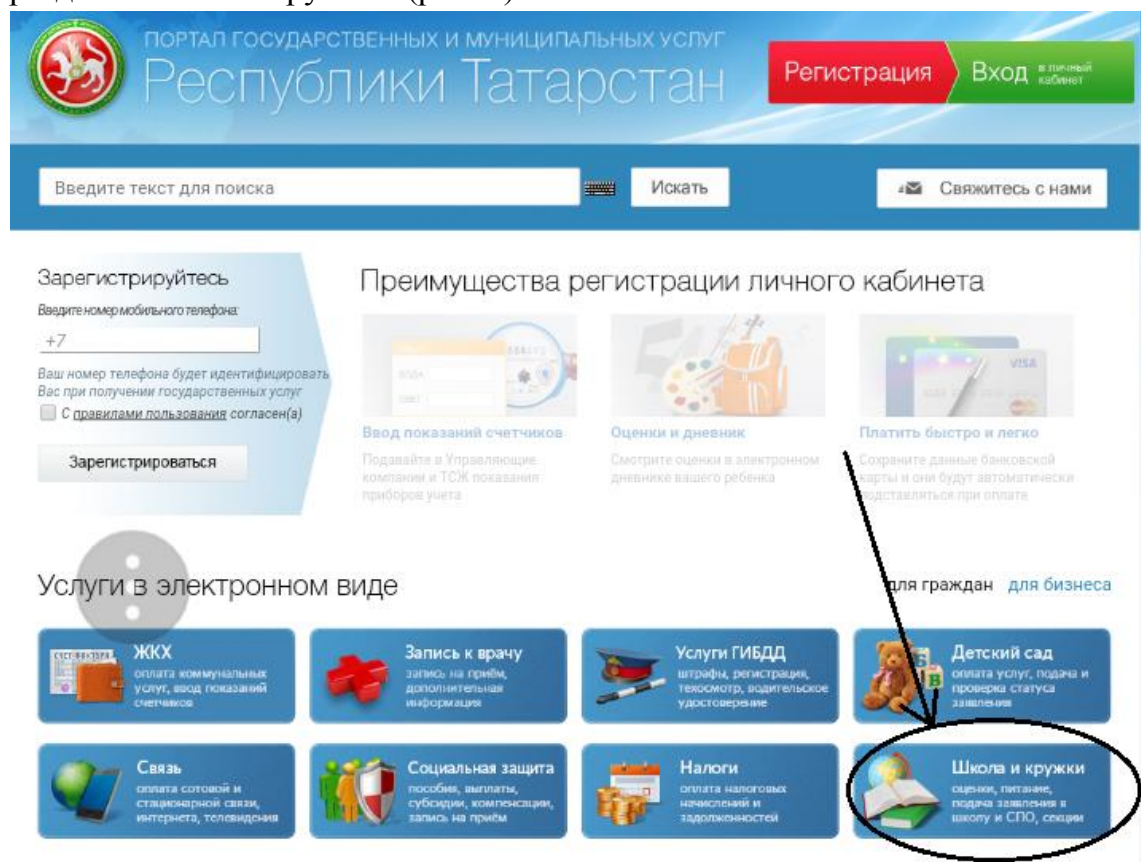 ПОРТАЛ ГОСУДАРСТВЕННЫХ И МУНИЦИПАЛЬНЫХ УСЛУГ
Республики Татарстан
Регистрация
Вход в личный кабинет
Введите текст для поиска
Искать
Свяжитесь с нами
Зарегистрируйтесь
Введите номер мобильного телефона:
+7
Ваш номер телефона будет идентифицировать
Вас при получении государственных услуг
С правилами пользования согласен(а)
Зарегистрироваться
Преимущества регистрации личного кабинета
Ввод показаний счетчиков
Подавайте в Управляющие
компании и ТСЖ показания
приборов учета
Оценки и дневник
Смотрите оценки в электронном
дневнике вашего ребенка
VISA
Платить быстро и легко
Сохраните данные банковской
карты и они будут автоматически
подставляться при оплате
Услуги в электронном виде
для граждан для бизнеса
ЖКХ
оплата коммунальных
услуг, ввод показаний
счетчиков
Запись к врачу
запись на приём,
дополнительная
информация
Услуги ГИБДД
штрафы, регистрация,
техосмотр, водительское
удостоверение
Детский сад
оплата услуг, подача и
проверка статуса
заявления
Связь
оплата сотовой и
стационарной связи,
интернета, телевидения
Социальная защита
пособия, выплаты,
субсидии, компенсации,
запись на приём
Налоги
оплата налоговых
начислений и
задолженностей
Школа и кружки
оценки, питание,
подача заявления в
школу и СПО, секции